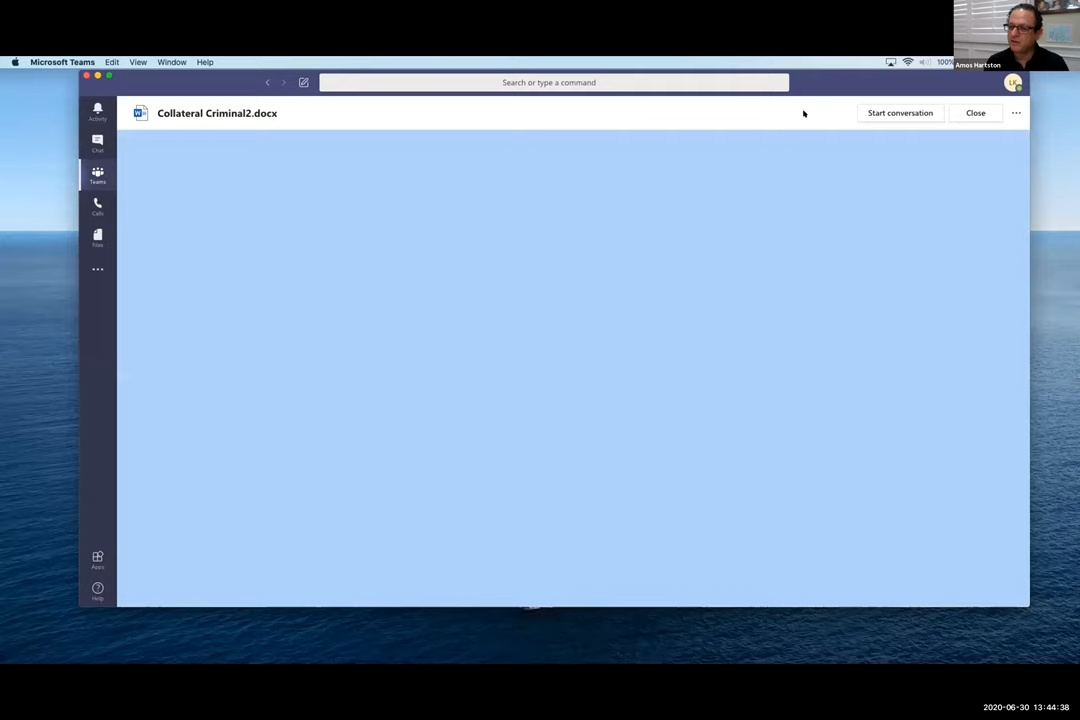 Amos Hartston
Microsoft Teams Edit View Window Help 100%
Search or type a command
LK
Collateral Criminal2.docx Start conversation Close
Activity
Chat
Teams
Calls
Files
Apps
Help
2020-06-30 13:44:38